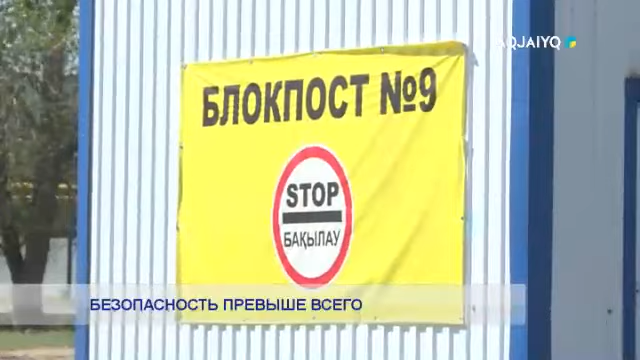 AQJAIYQ
БЛОКПОСТ №9
STOP
БАҚЫЛАУ
БЕЗОПАСНОСТЬ ПРЕВЫШЕ ВСЕГО